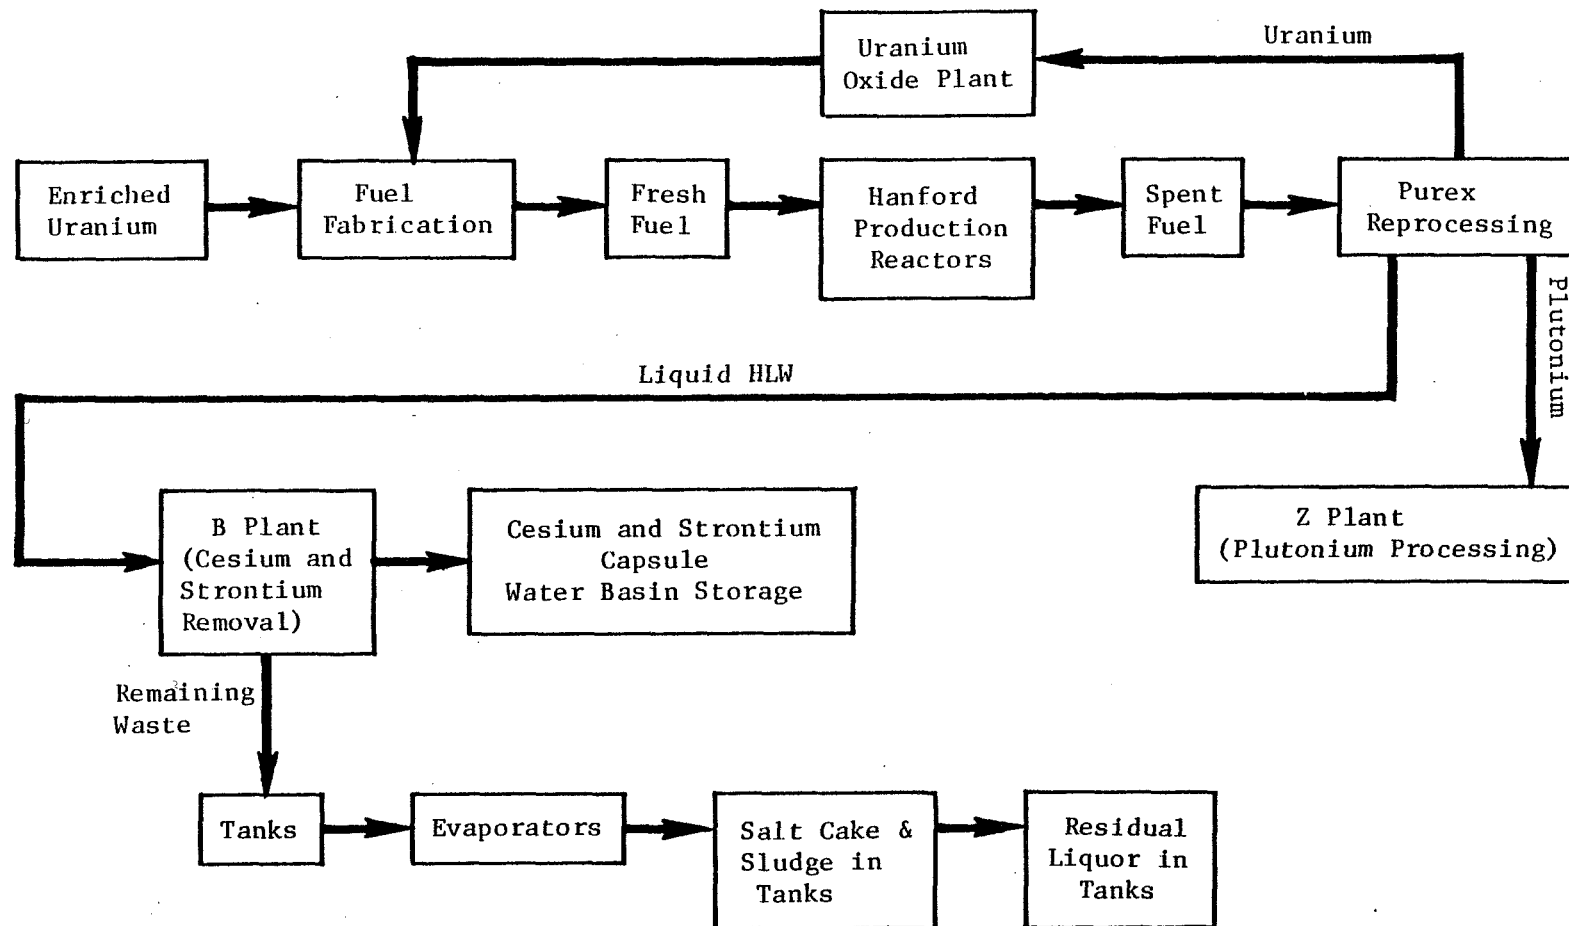 Uranium
Uranium
Oxide Plant
Enriched
Uranium
Fuel
Fabrication
Fresh
Fuel
Hanford
Production
Reactors
Spent
Fuel
Purex
Reprocessing
Plutonium
Liquid HLW
B Plant
(Cesium and
Strontium
Removal)
Cesium and Strontium
Capsule
Water Basin Storage
Z Plant
(Plutonium Processing)
Remaining
Waste
Tanks
Evaporators
Salt Cake &
Sludge in
Tanks
Residual
Liquor in
Tanks